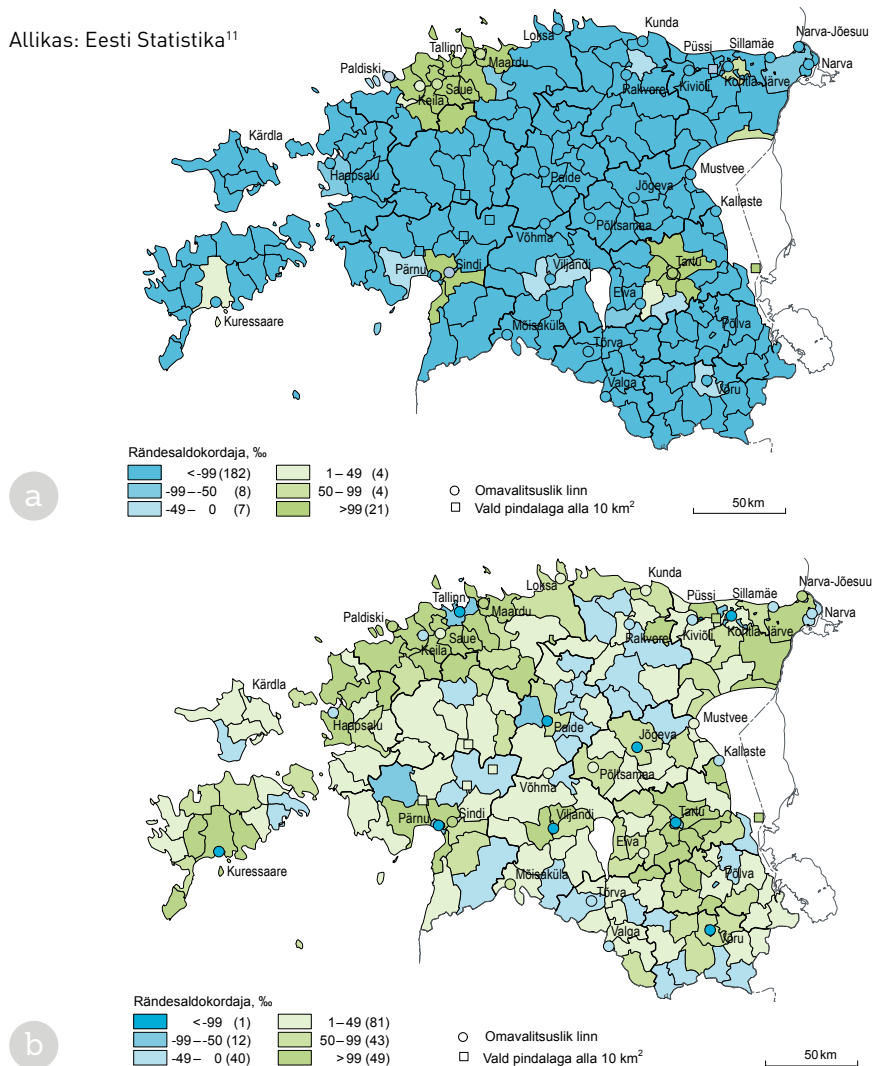 Allikas: Eesti Statistika¹¹
Kunda
Loksa
Narva-Jõesuu
Tallinn
Püssi
Sillamäe
Maardu
Narva
Paldiski
Kohtla-Järve
Saue
Rakvere
Kiviõli
Keila
Kärdla
Mustvee
Haapsalu
Paide
Jõgeva
Kallaste
Põltsamaa
Võhma
Tartu
Sindi
Viljandi
Pärnu
Elva
Kuressaare
Mõisaküla
Põlva
Tõrva
Valga
Võru
Rändesaldokordaja, ‰
<-99 (182)
1–49 (4)
-99–-50 (8)
50–99 (4)
-49– 0 (7)
>99 (21)
Omavalitsuslik linn
Vald pindalaga alla 10 km²
50 km
a
Kunda
Loksa
Narva-Jõesuu
Tallinn
Püssi
Sillamäe
Maardu
Narva
Paldiski
Kohtla-Järve
Saue
Rakvere
Kiviõli
Keila
Kärdla
Mustvee
Haapsalu
Paide
Jõgeva
Kallaste
Põltsamaa
Võhma
Tartu
Sindi
Viljandi
Pärnu
Elva
Kuressaare
Mõisaküla
Põlva
Tõrva
Valga
Võru
Rändesaldokordaja, ‰
<-99 (1)
1–49 (81)
-99–-50 (12)
50–99 (43)
-49– 0 (40)
>99 (49)
Omavalitsuslik linn
Vald pindalaga alla 10 km²
50 km
b